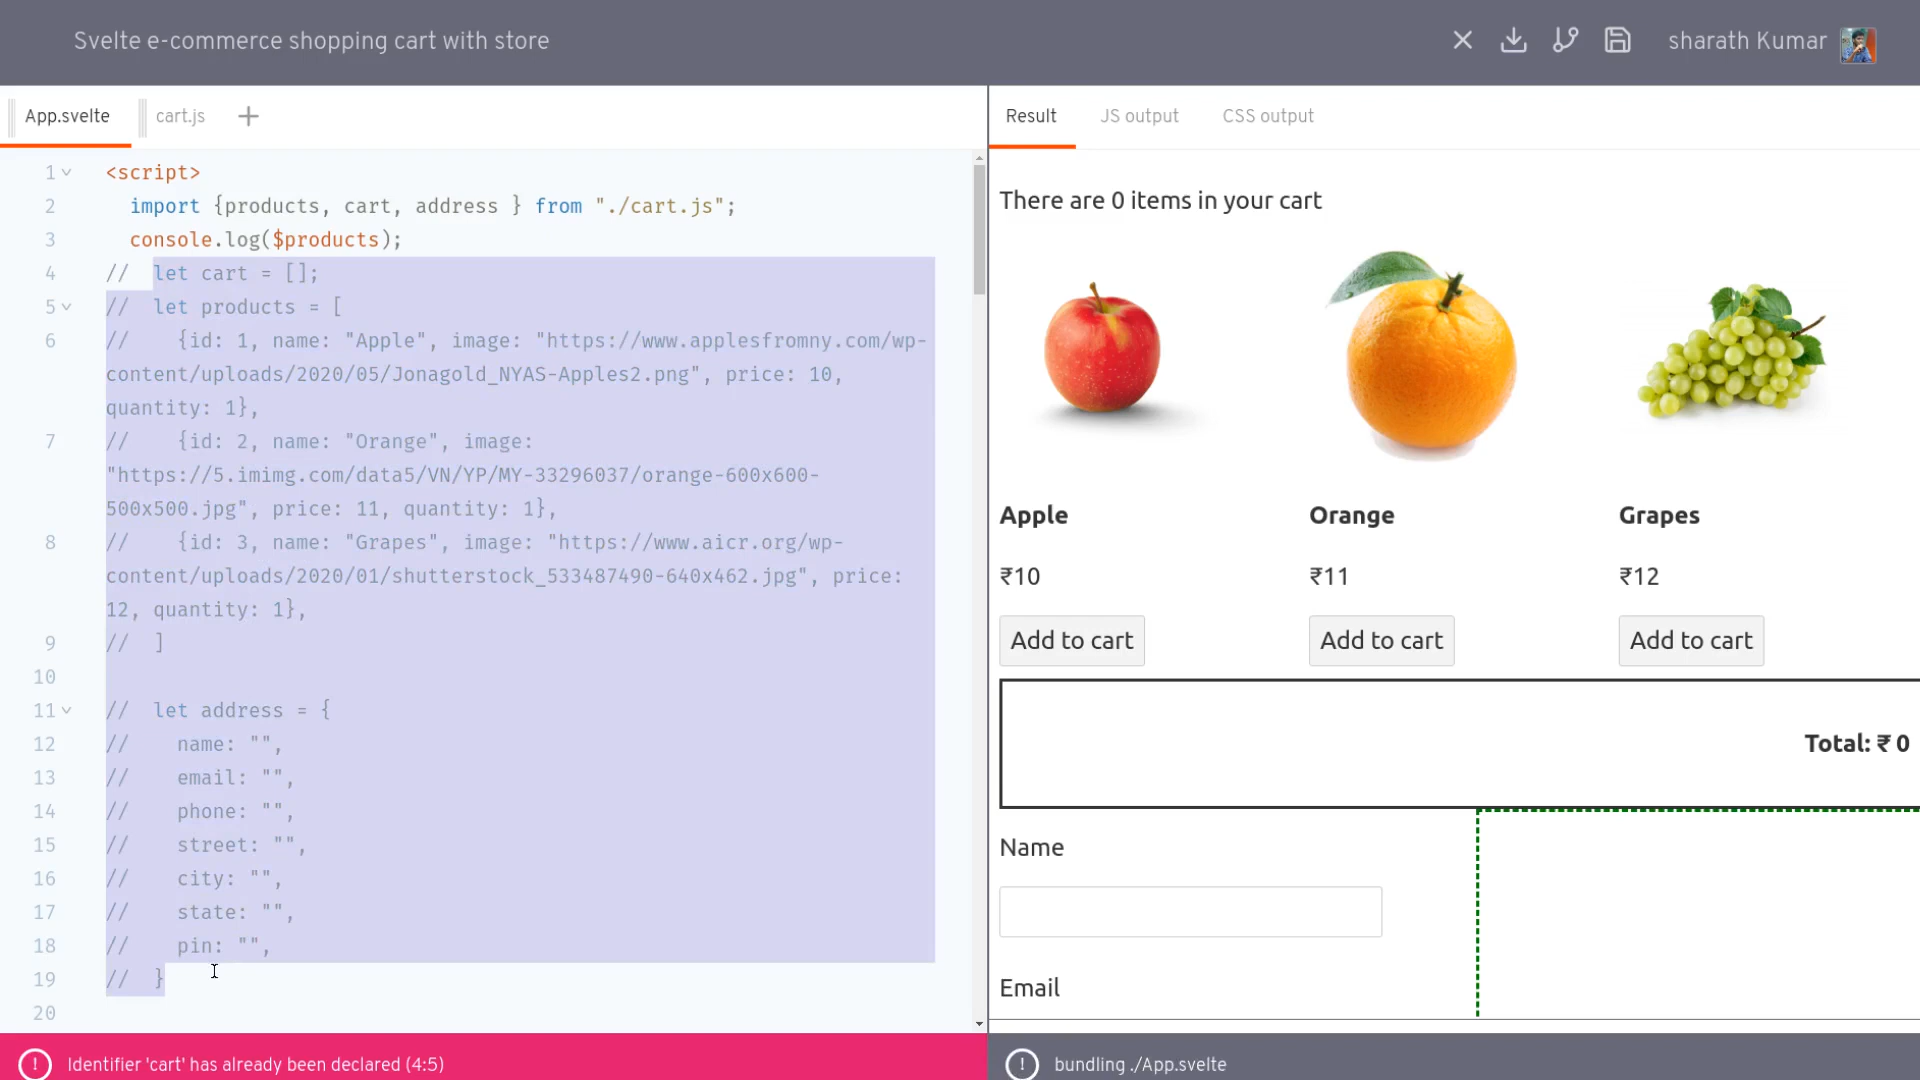 Svelte e-commerce shopping cart with store
sharath Kumar
App.svelte
cart.js
Result
JS output
CSS output
1 <script>
2 import {products, cart, address } from "./cart.js";
3 console.log($products);
4 // let cart = [];
5 // let products = [
6 // {id: 1, name: "Apple", image: "https://www.applesfromny.com/wp-
content/uploads/2020/05/Jonagold_NYAS-Apples2.png", price: 10,
quantity: 1},
7 // {id: 2, name: "Orange", image:
"https://5.imimg.com/data5/VN/YP/MY-33296037/orange-600x600-
500x500.jpg", price: 11, quantity: 1},
8 // {id: 3, name: "Grapes", image: "https://www.aicr.org/wp-
content/uploads/2020/01/shutterstock_533487490-640x462.jpg", price:
12, quantity: 1},
9 // ]
10
11 // let address = {
12 // name: "",
13 // email: "",
14 // phone: "",
15 // street: "",
16 // city: "",
17 // state: "",
18 // pin: "",
19 // }
20
Identifier 'cart' has already been declared (4:5)
There are 0 items in your cart
Apple
Orange
Grapes
₹10
₹11
₹12
Add to cart
Add to cart
Add to cart
Total: ₹ 0
Name
Email
bundling ./App.svelte